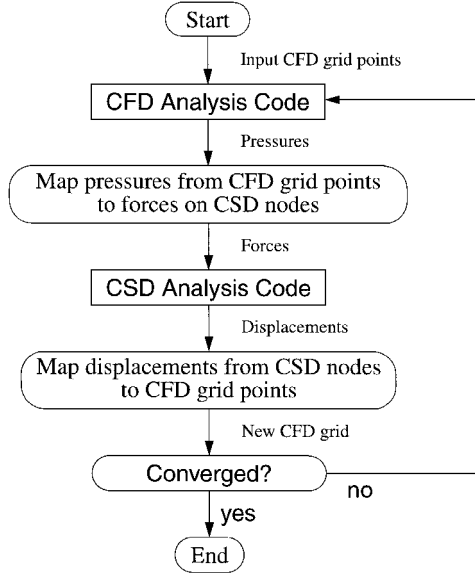 Start
Input CFD grid points
CFD Analysis Code
Pressures
Map pressures from CFD grid points
to forces on CSD nodes
Forces
CSD Analysis Code
Displacements
Map displacements from CSD nodes
to CFD grid points
New CFD grid
Converged?
no
yes
End